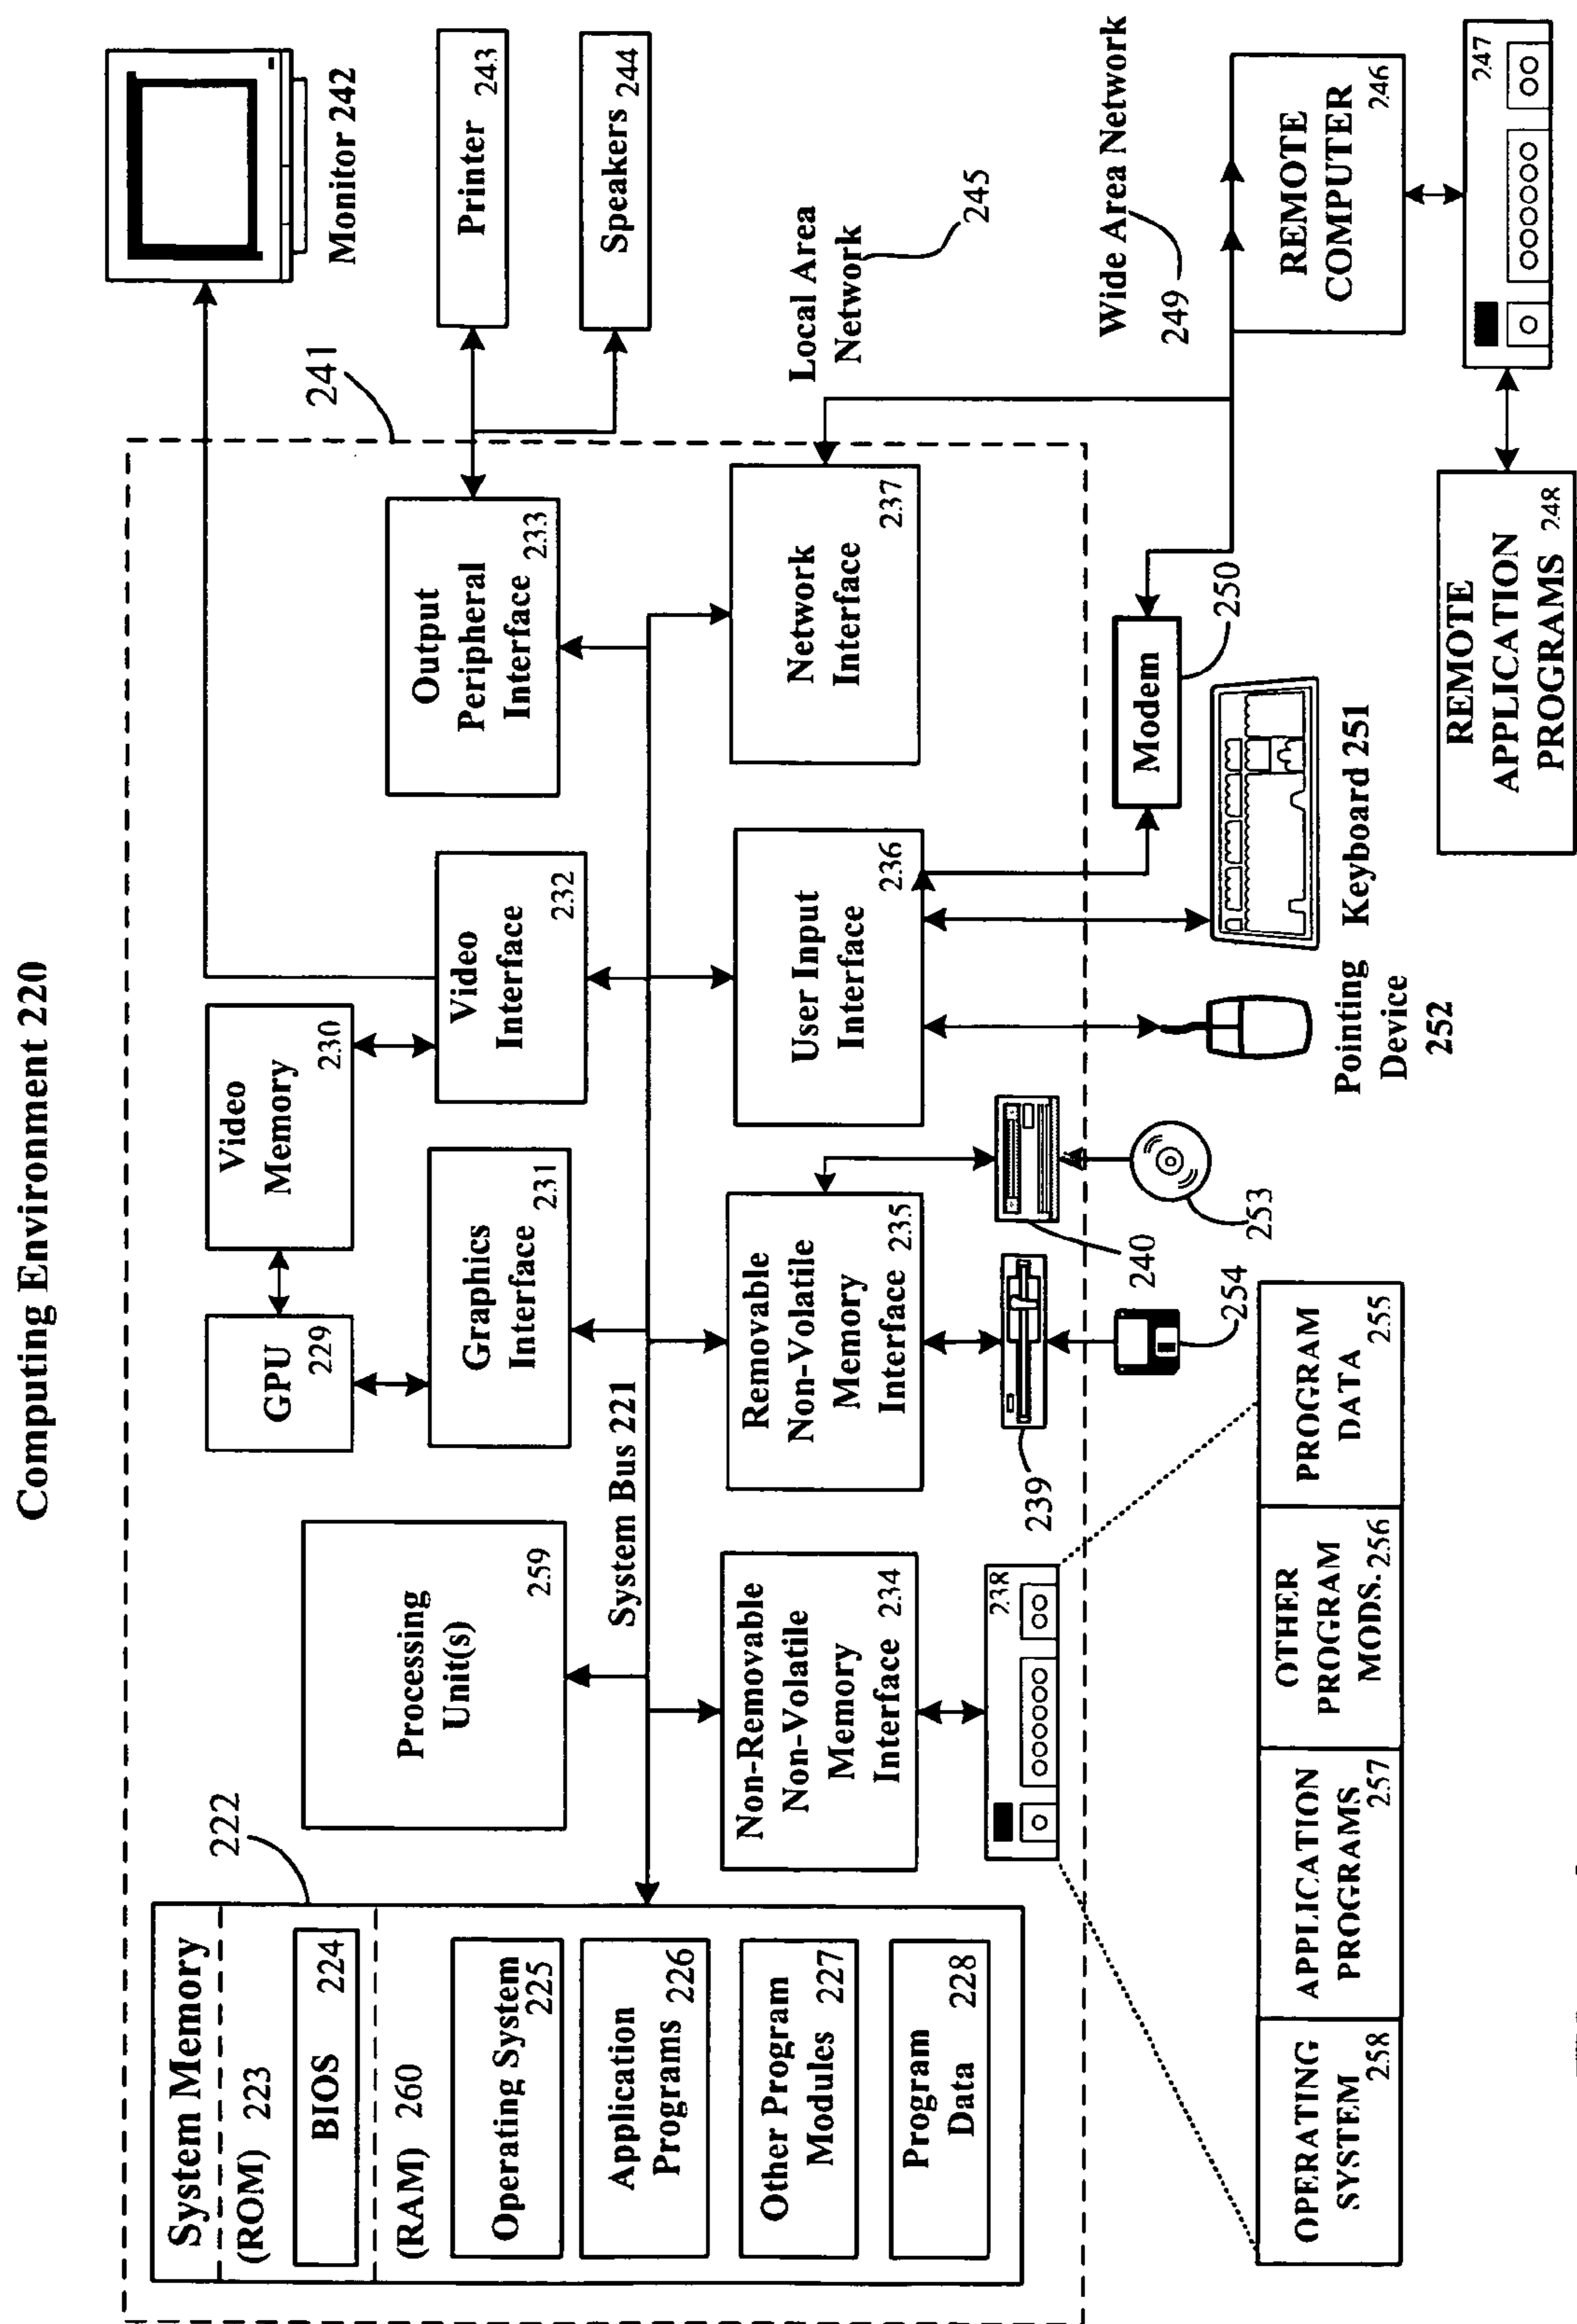 Computing Environment 220
System Memory
(ROM) 223
BIOS 224
(RAM) 260
Operating System
225
Application
Programs 226
Other Program
Modules 227
Program
Data 228
222
Processing
Unit(s)
259
System Bus 221
GPU
229
Video
Memory
230
Graphics
Interface
231
Video
Interface
232
Output
Peripheral
Interface 233
241
Monitor 242
Printer 243
Speakers 244
Non-Removable
Non-Volatile
Memory
Interface 234
Removable
Non-Volatile
Memory
Interface 235
User Input
Interface
236
Network
Interface
237
Local Area
Network
245
238
239
240
254
253
Pointing
Device
252
Keyboard 251
Modem
250
Wide Area Network
249
REMOTE
COMPUTER
246
247
REMOTE
APPLICATION
PROGRAMS 248
OPERATING
SYSTEM
258
APPLICATION
PROGRAMS
257
OTHER
PROGRAM
MODS. 256
PROGRAM
DATA
255